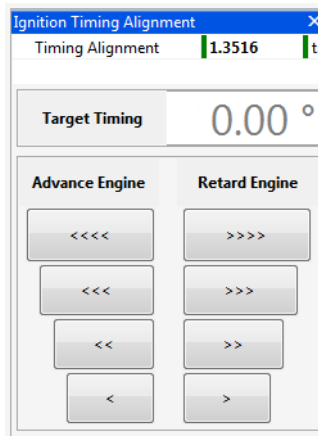 Ignition Timing Alignment
Timing Alignment 1.3516 t
Target Timing 0.00 °
Advance Engine Retard Engine
<<<< >>>>
<<< >>>
<< >>
< >